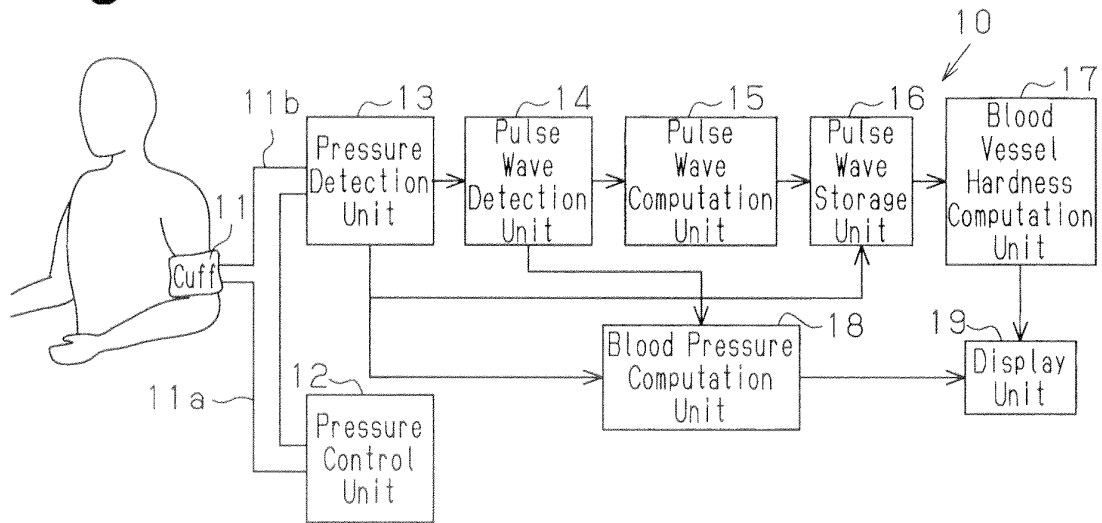 10
11b
13
14
15
16
17
Pressure
Detection
Unit
Pulse
Wave
Detection
Unit
Pulse
Wave
Computation
Unit
Pulse
Wave
Storage
Unit
Blood
Vessel
Hardness
Computation
Unit
11
Cuff
18
19
Blood Pressure
Computation
Unit
Display
Unit
11a
12
Pressure
Control
Unit